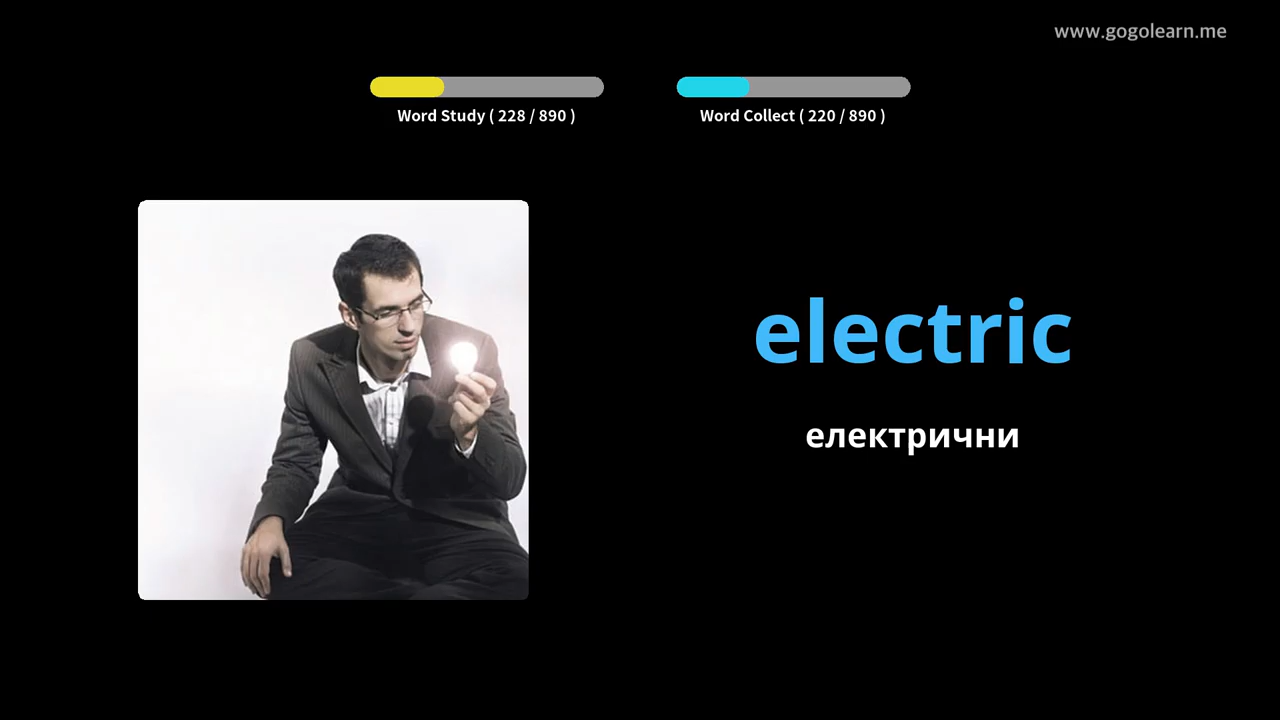 www.gogolearn.me
Word Study ( 228 / 890 )
Word Collect ( 220 / 890 )
electric
електрични